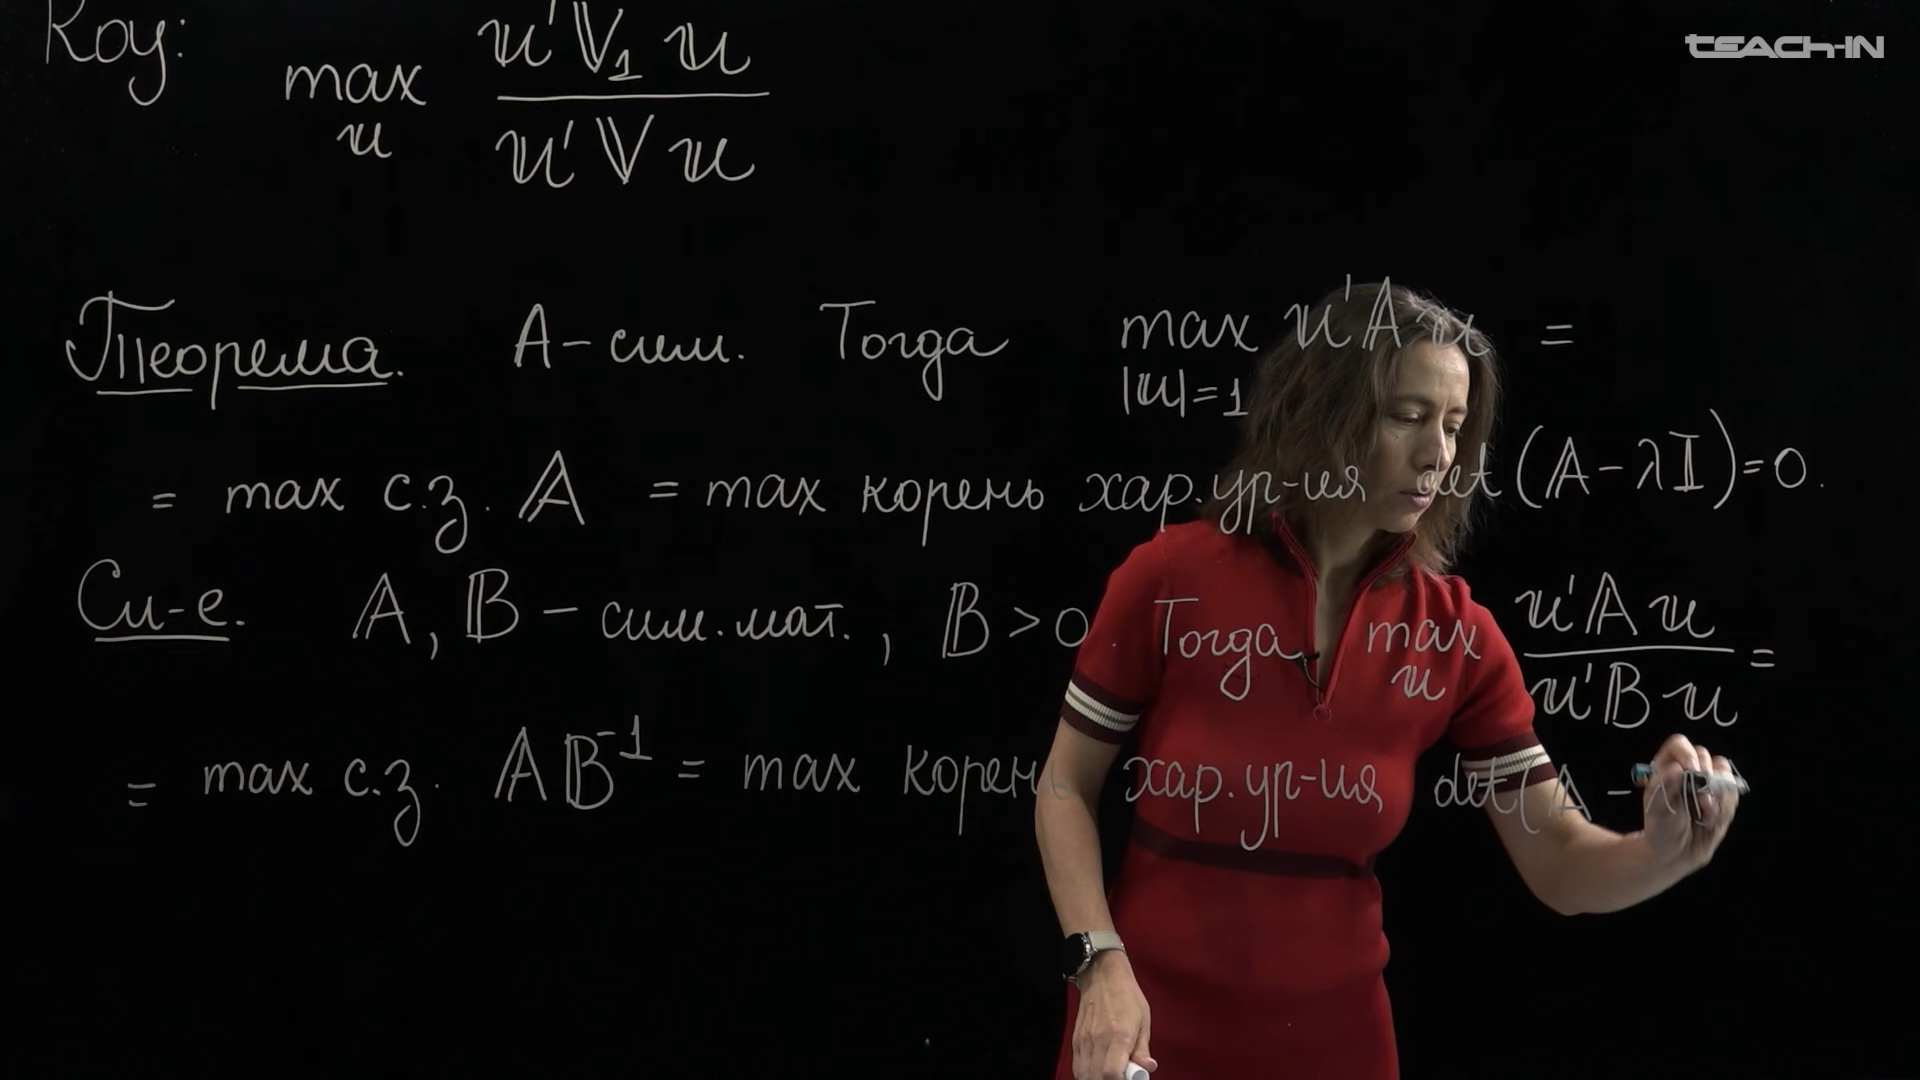 TEACH-IN
Роу: max u u'V₁u / u'Vu
Теорема. A - сим. Тогда max |u|=1 u'Au =
= max с.з. A = max корень хар. ур-ия det(A - λI) = 0.
Сл-е. A, B - сим. мат., B > 0. Тогда max u u'Au / u'Bu =
= max с.з. AB⁻¹ = max корень хар. ур-ия det(A - λB